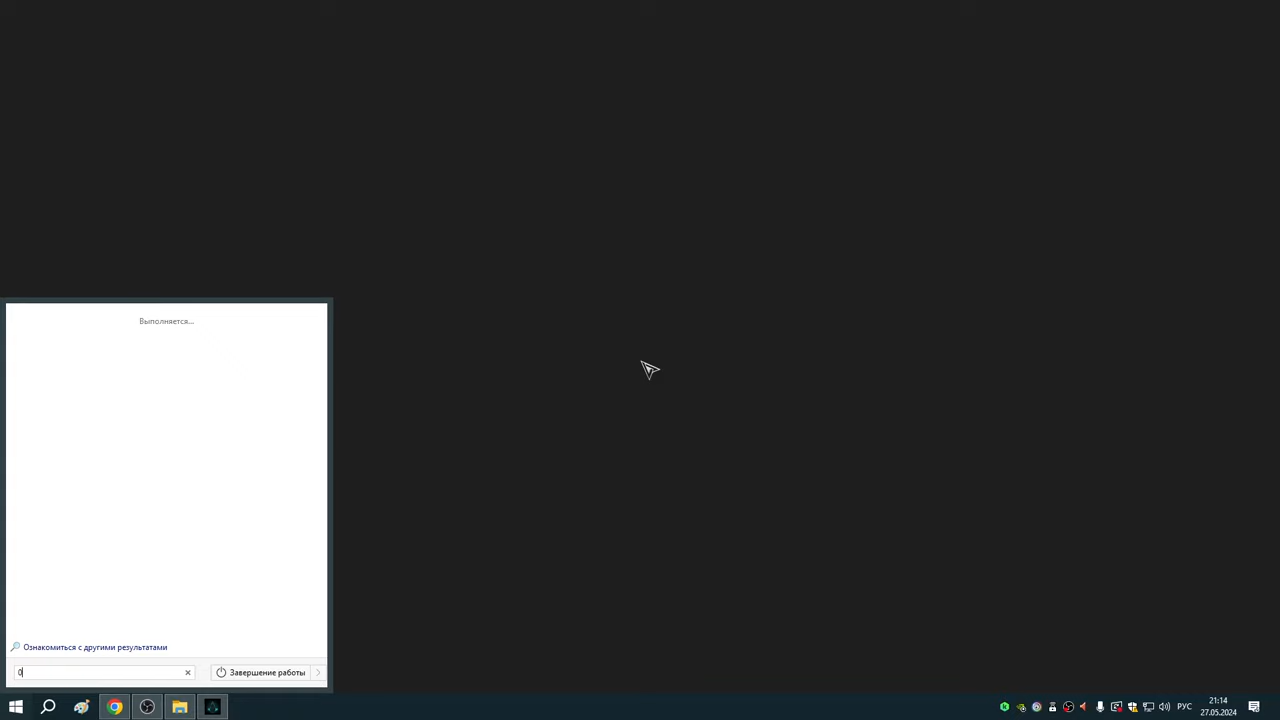 Выполняется...
Ознакомиться с другими результатами
0
Завершение работы
РУС
21:14
27.05.2024